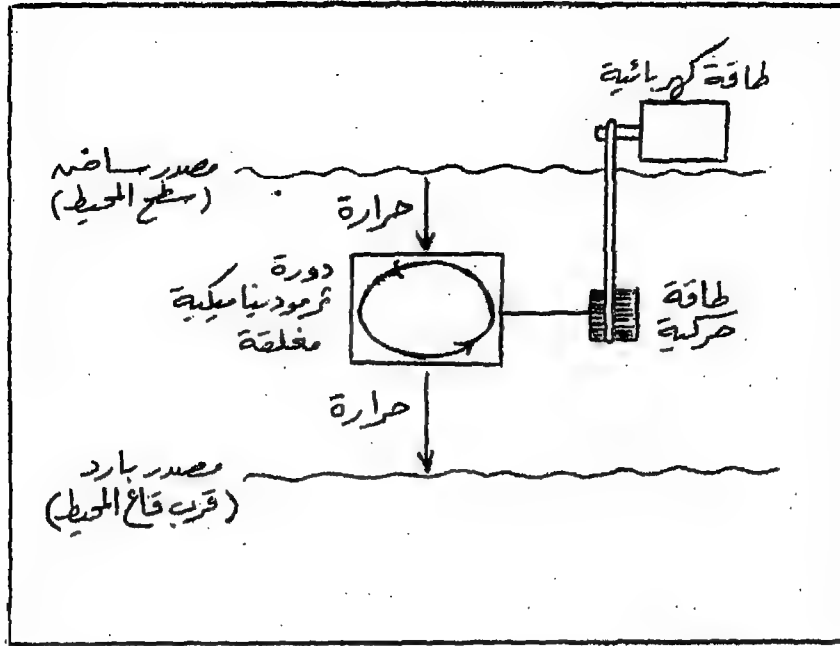 طاقة كهربائية
مصدر ساخن
(سطح المحيط)
حرارة
دورة
ثرموديناميكية
مغلقة
طاقة
حركية
حرارة
مصدر بارد
(قرب قاع المحيط)